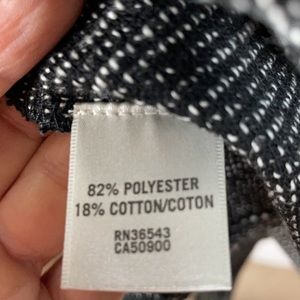 82% POLYESTER
18% COTTON/COTON
RN36543
CA50900